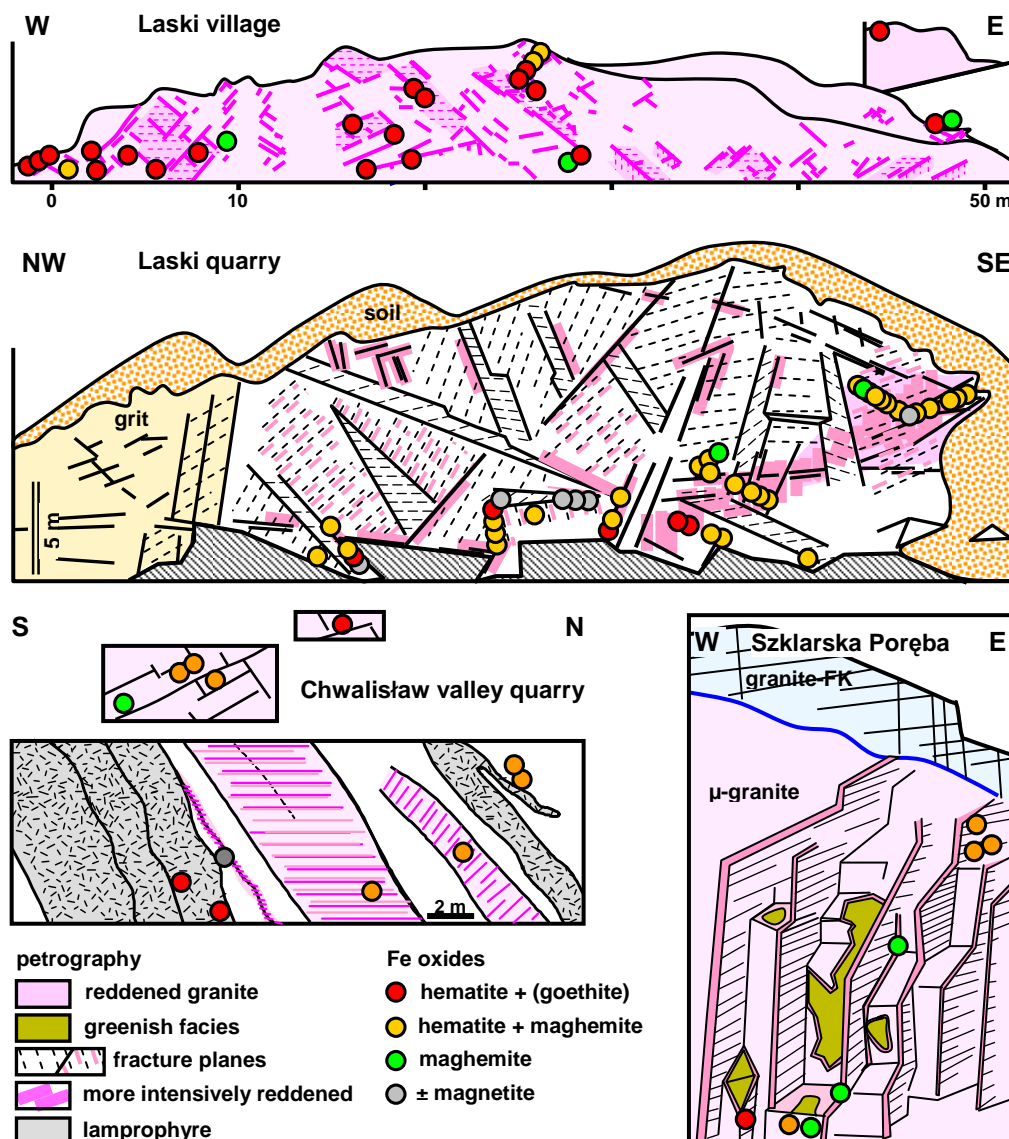 W Laski village E
0 10 50 m
NW Laski quarry SE
soil
grit
5 m
S N
Chwalisław valley quarry
2 m
W Szklarska Poręba E
granite-FK
µ-granite
petrography
reddened granite
greenish facies
fracture planes
more intensively reddened
lamprophyre
Fe oxides
hematite + (goethite)
hematite + maghemite
maghemite
± magnetite